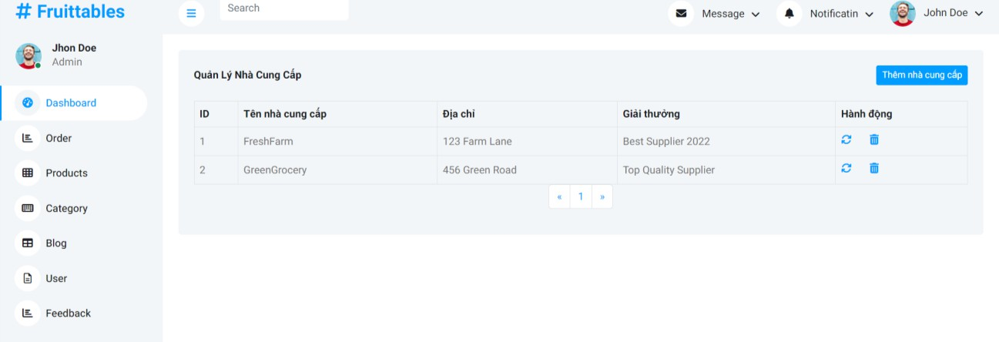 # Fruittables
Search
Message
Notificatin
John Doe
Jhon Doe
Admin
Dashboard
Order
Products
Category
Blog
User
Feedback
Quản Lý Nhà Cung Cấp
Thêm nhà cung cấp
ID Tên nhà cung cấp Địa chỉ Giải thưởng Hành động
1 FreshFarm 123 Farm Lane Best Supplier 2022
2 GreenGrocery 456 Green Road Top Quality Supplier
« 1 »